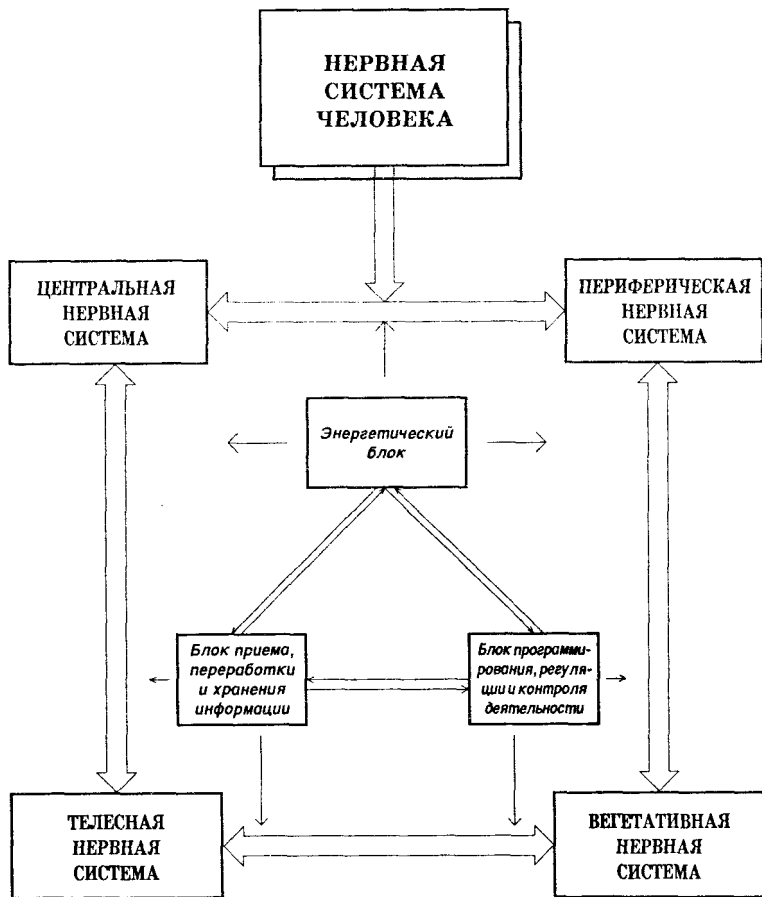 НЕРВНАЯ
СИСТЕМА
ЧЕЛОВЕКА
ЦЕНТРАЛЬНАЯ
НЕРВНАЯ
СИСТЕМА
ПЕРИФЕРИЧЕСКАЯ
НЕРВНАЯ
СИСТЕМА
Энергетический
блок
Блок приема,
переработки
и хранения
информации
Блок программи-
рования, регуля-
ции и контроля
деятельности
ТЕЛЕСНАЯ
НЕРВНАЯ
СИСТЕМА
ВЕГЕТАТИВНАЯ
НЕРВНАЯ
СИСТЕМА